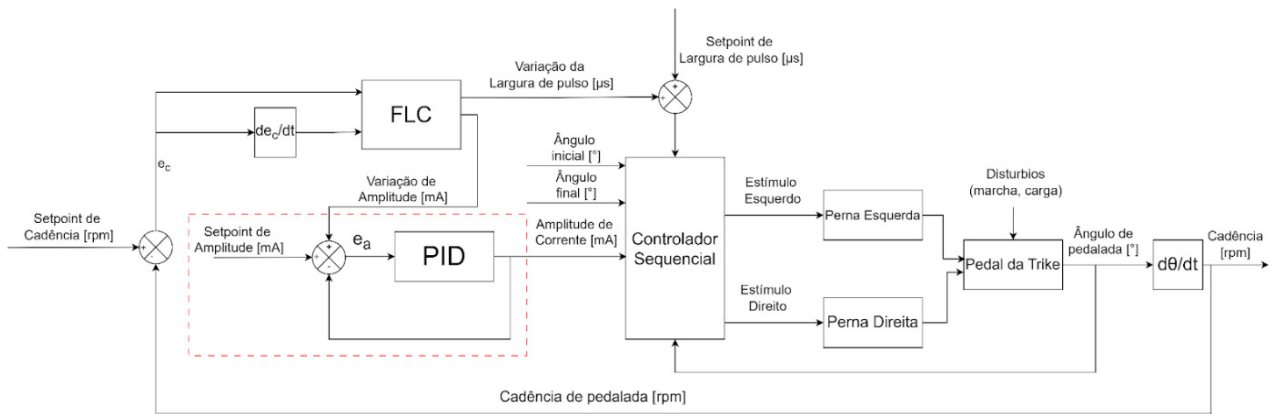 Setpoint de
Largura de pulso [µs]
Variação da
Largura de pulso [µs]
+
+
FLC
de_c/dt
e_c
Ângulo
inicial [°]
Ângulo
final [°]
Variação de
Amplitude [mA]
Setpoint de
Cadência [rpm]
+
-
Setpoint de
Amplitude [mA]
+
+
-
e_a
PID
Amplitude de
Corrente [mA]
Controlador
Sequencial
Estímulo
Esquerdo
Perna Esquerda
Estímulo
Direito
Perna Direita
Disturbios
(marcha, carga)
Pedal da Trike
Ângulo de
pedalada [°]
dθ/dt
Cadência
[rpm]
Cadência de pedalada [rpm]